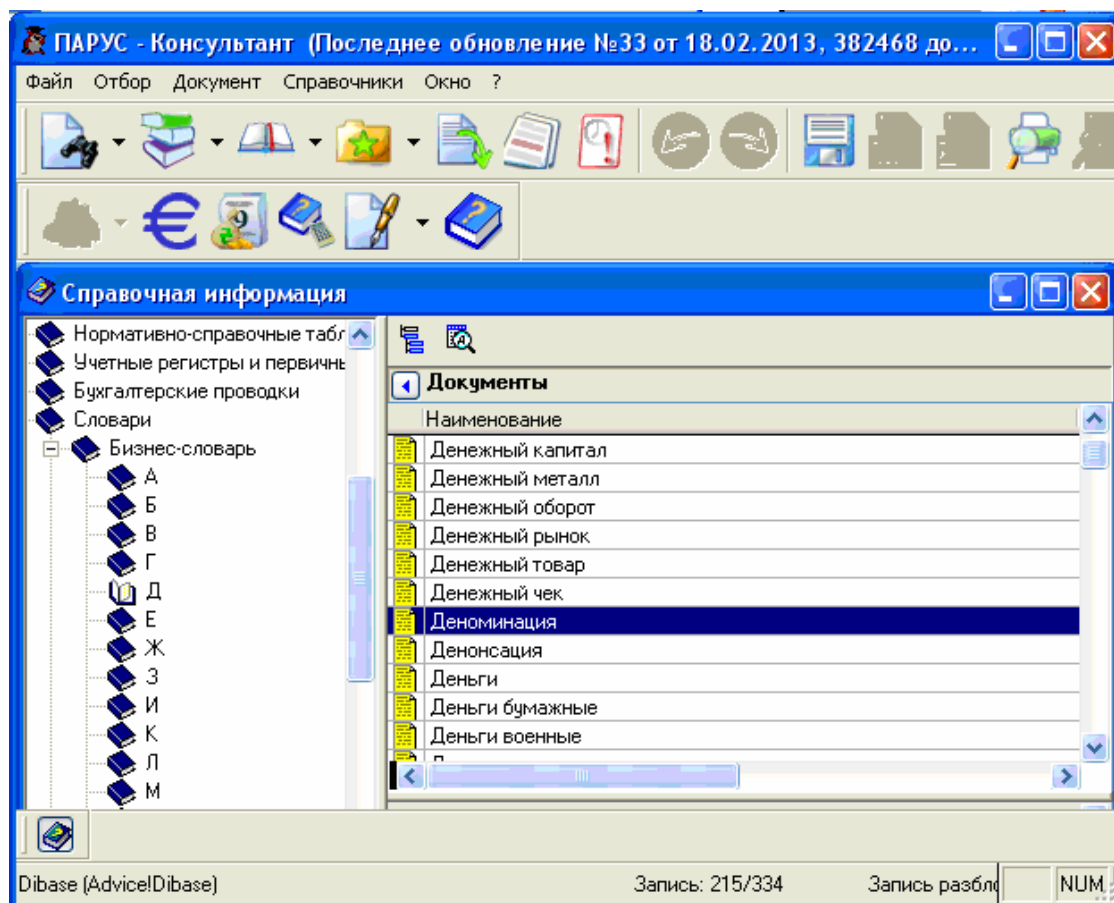 ПАРУС - Консультант (Последнее обновление №33 от 18.02.2013, 382468 до...
Файл Отбор Документ Справочники Окно ?
Справочная информация
Нормативно-справочные табл
Учетные регистры и первичны
Бухгалтерские проводки
Словари
Бизнес-словарь
А
Б
В
Г
Д
Е
Ж
З
И
К
Л
М
Документы
Наименование
Денежный капитал
Денежный металл
Денежный оборот
Денежный рынок
Денежный товар
Денежный чек
Деноминация
Денонсация
Деньги
Деньги бумажные
Деньги военные
Dibase (Advice!Dibase) Запись: 215/334 Запись разбло NUM